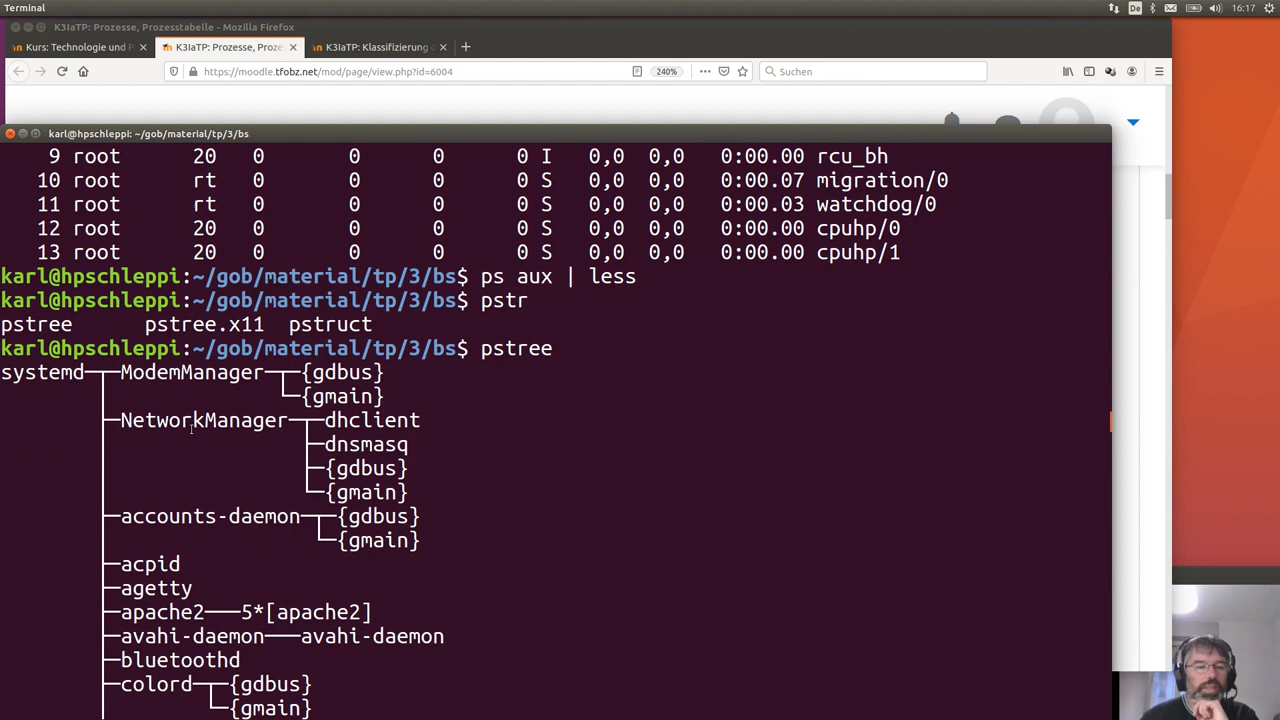 Terminal
De
16:17
K3IaTP: Prozesse, Prozesstabelle - Mozilla Firefox
Kurs: Technologie und P
K3IaTP: Prozesse, Proze
K3IaTP: Klassifizierung
https://moodle.tfobz.net/mod/page/view.php?id=6004
240%
Suchen
karl@hpschleppi: ~/gob/material/tp/3/bs
9 root 20 0 0 0 0 I 0,0 0,0 0:00.00 rcu_bh
10 root rt 0 0 0 0 S 0,0 0,0 0:00.07 migration/0
11 root rt 0 0 0 0 S 0,0 0,0 0:00.03 watchdog/0
12 root 20 0 0 0 0 S 0,0 0,0 0:00.00 cpuhp/0
13 root 20 0 0 0 0 S 0,0 0,0 0:00.00 cpuhp/1
karl@hpschleppi:~/gob/material/tp/3/bs$ ps aux | less
karl@hpschleppi:~/gob/material/tp/3/bs$ pstr
pstree pstree.x11 pstruct
karl@hpschleppi:~/gob/material/tp/3/bs$ pstree
systemd─┬─ModemManager─┬─{gdbus}
└─{gmain}
├─NetworkManager─┬─dhclient
├─dnsmasq
├─{gdbus}
└─{gmain}
├─accounts-daemon─┬─{gdbus}
└─{gmain}
├─acpid
├─agetty
├─apache2───5*[apache2]
├─avahi-daemon───avahi-daemon
├─bluetoothd
├─colord─┬─{gdbus}
└─{gmain}